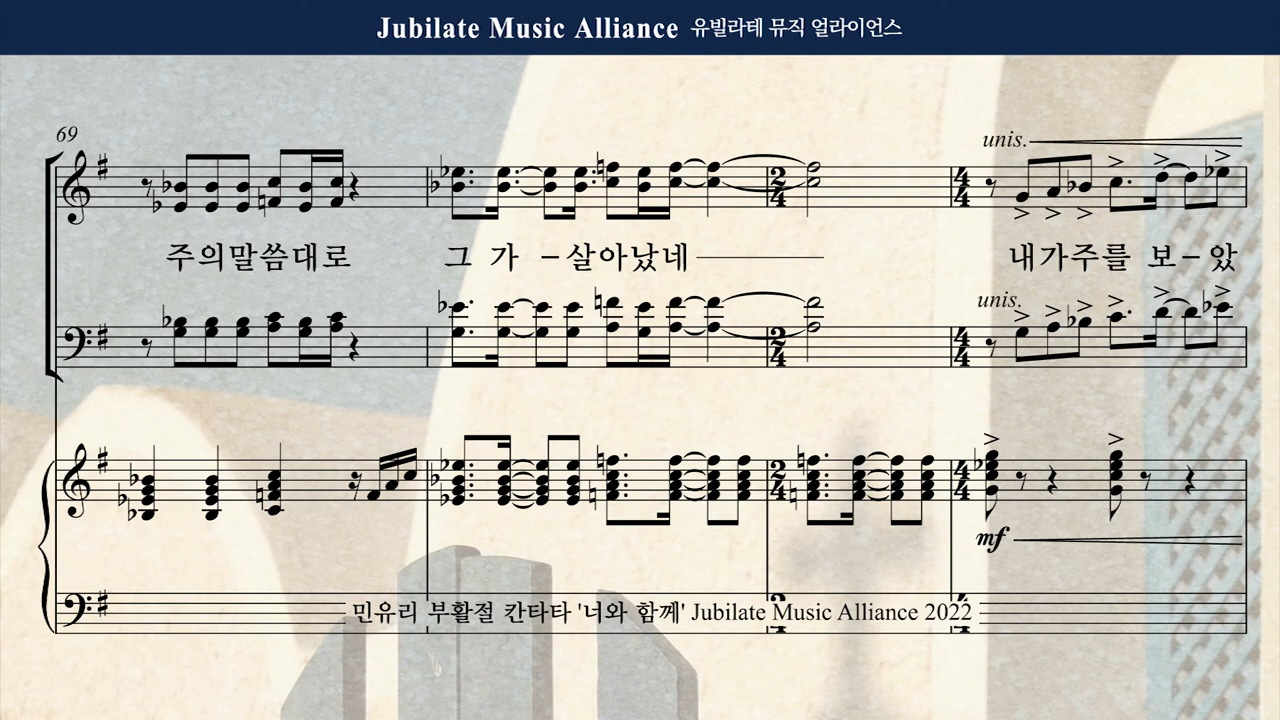 Jubilate Music Alliance 유빌라테 뮤직 얼라이언스
69
unis.
주의말씀대로 그 가 –살아났네 내가주를 보–았
unis.
mf
민유리 부활절 칸타타 '너와 함께' Jubilate Music Alliance 2022